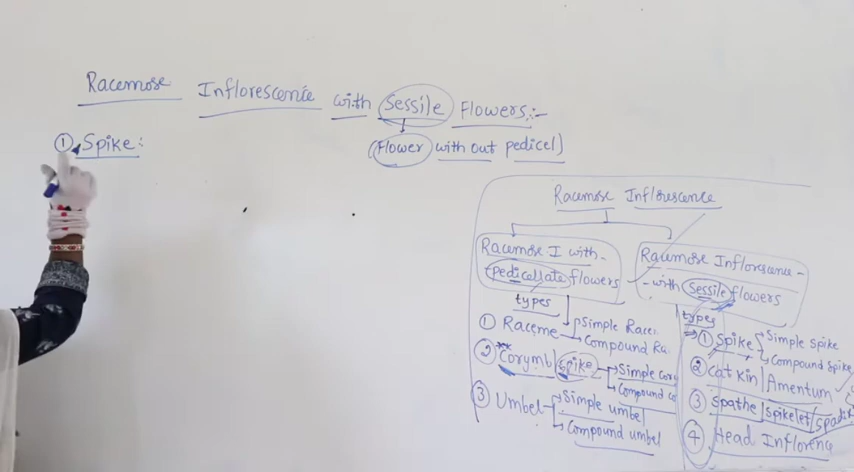 Racemose Inflorescence with Sessile Flowers:-
① Spike:
(Flower with out pedicel)
Racemose Inflorescence
Racemose I with-
pedicellate flowers
types
① Raceme
Simple Race
Compound Ra
② Corymb | Spike
Simple cor
Compound co
③ Umbel
Simple umbel
Compound umbel
Racemose Inflorescence-
- with Sessile flowers
types
① Spike
Simple Spike
Compound Spike
② Cat kin | Amentum
③ Spathe | Spikelet | Spadi
④ Head Inflorence